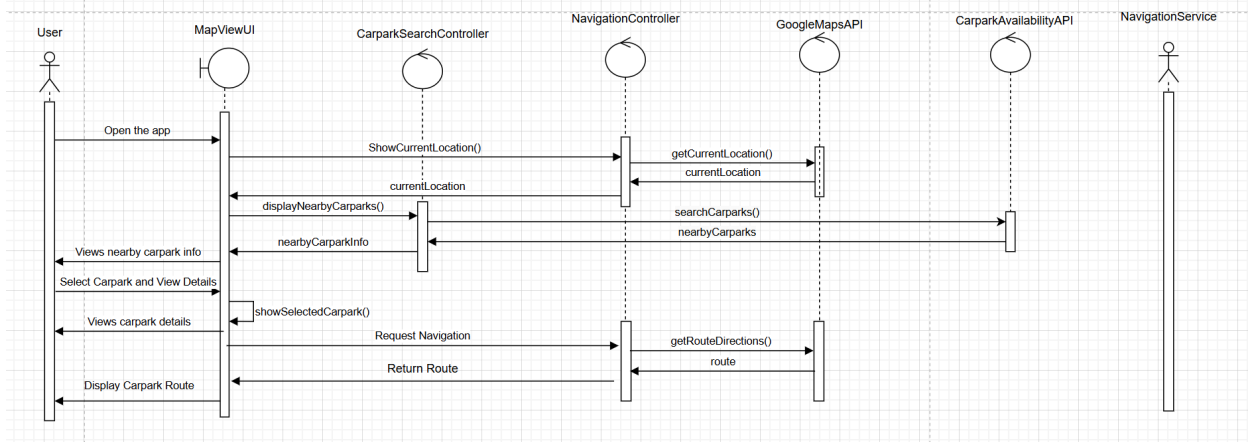 User
MapViewUI
CarparkSearchController
NavigationController
GoogleMapsAPI
CarparkAvailabilityAPI
NavigationService
Open the app
ShowCurrentLocation()
getCurrentLocation()
currentLocation
currentLocation
displayNearbyCarparks()
searchCarparks()
nearbyCarparks
nearbyCarparkInfo
Views nearby carpark info
Select Carpark and View Details
showSelectedCarpark()
Views carpark details
Request Navigation
getRouteDirections()
route
Return Route
Display Carpark Route